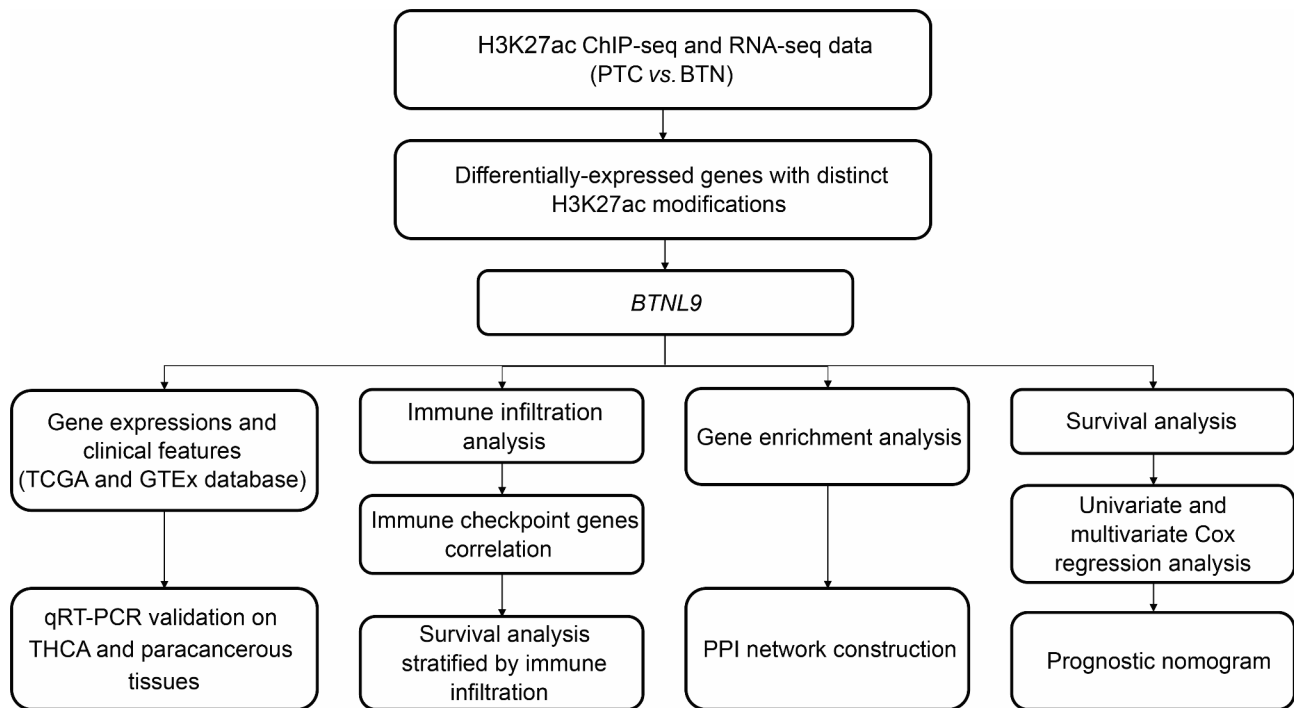 H3K27ac ChIP-seq and RNA-seq data
(PTC vs. BTN)
Differentially-expressed genes with distinct
H3K27ac modifications
BTNL9
Gene expressions and
clinical features
(TCGA and GTEx database)
qRT-PCR validation on
THCA and paracancerous
tissues
Immune infiltration
analysis
Immune checkpoint genes
correlation
Survival analysis
stratified by immune
infiltration
Gene enrichment analysis
PPI network construction
Survival analysis
Univariate and
multivariate Cox
regression analysis
Prognostic nomogram